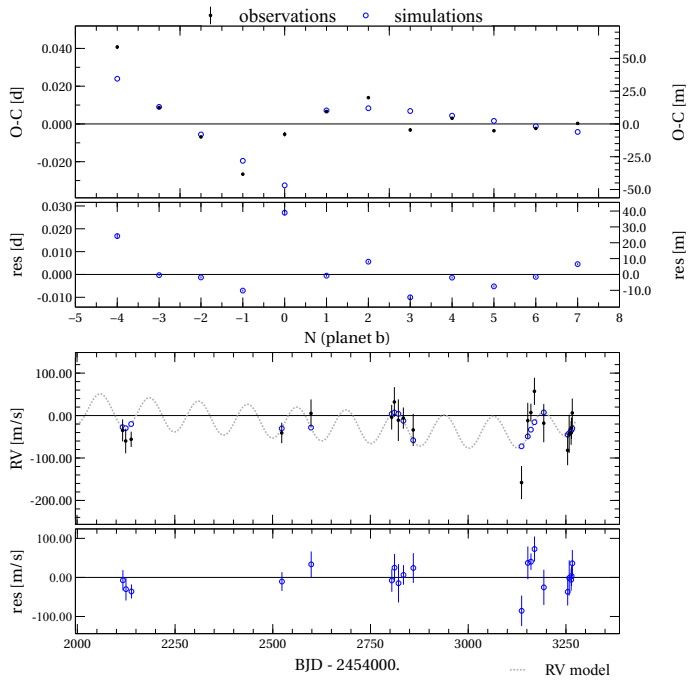 observations simulations
0.040
0.020
0.000
-0.020
O-C [d]
50.0
25.0
0.0
-25.0
-50.0
O-C [m]
0.030
0.020
0.010
0.000
-0.010
res [d]
40.0
30.0
20.0
10.0
0.0
-10.0
res [m]
−5 −4 −3 −2 −1 0 1 2 3 4 5 6 7 8
N (planet b)
100.00
0.00
-100.00
-200.00
RV [m/s]
100.00
0.00
-100.00
res [m/s]
2000 2250 2500 2750 3000 3250
BJD - 2454000.
RV model